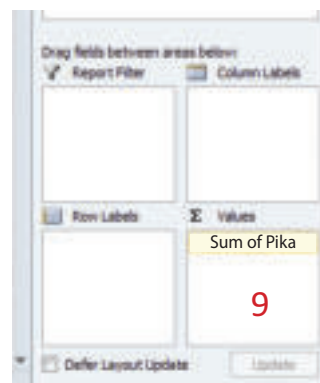 Drag fields between areas below:
Report Filter
Column Labels
Row Labels
Σ Values
Sum of Pika
9
Defer Layout Update
Update